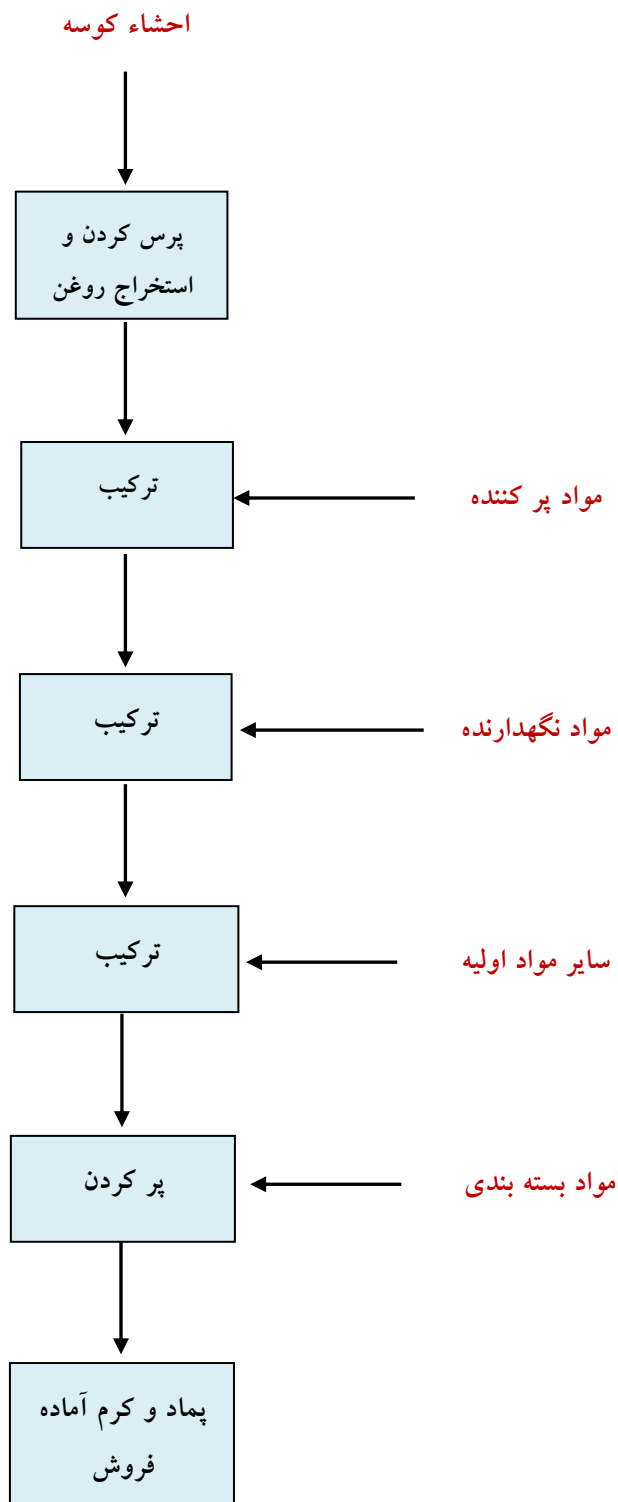 احشاء کوسه
پرس کردن و
استخراج روغن
ترکیب
مواد پر کننده
ترکیب
مواد نگهدارنده
ترکیب
سایر مواد اولیه
پر کردن
مواد بسته بندی
پماد و کرم آماده
فروش